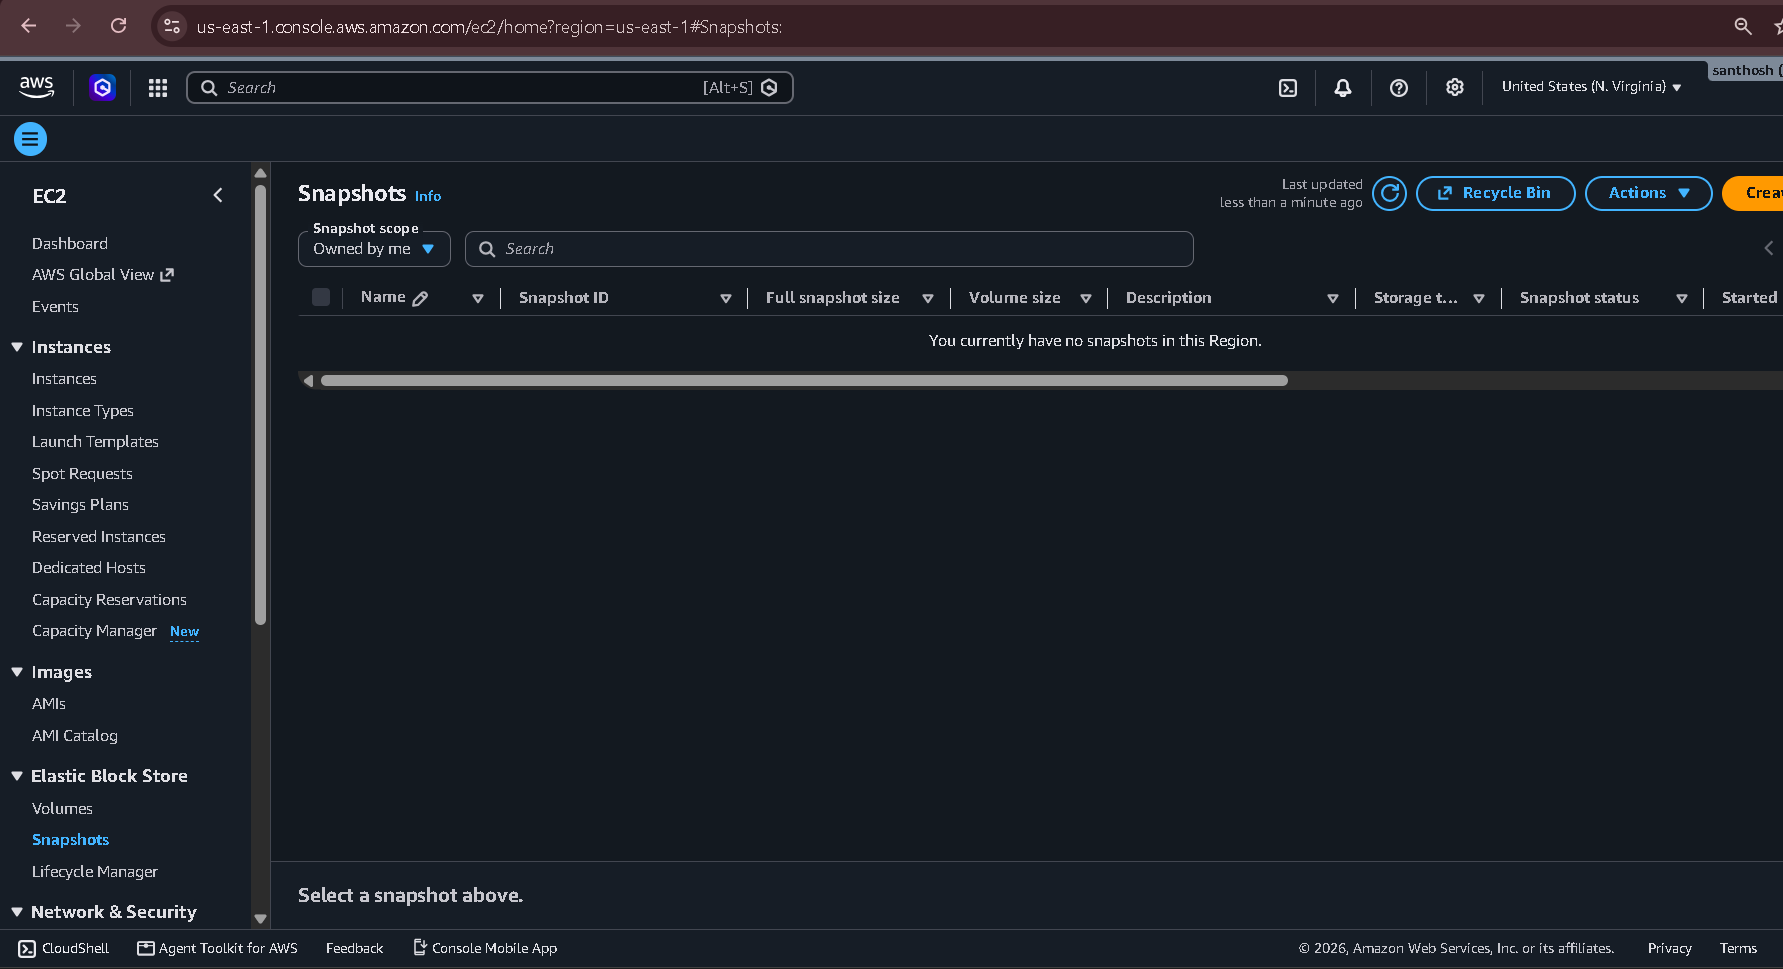 us-east-1.console.aws.amazon.com/ec2/home?region=us-east-1#Snapshots:
aws
Search [Alt+S]
United States (N. Virginia)
santhosh (
EC2
Dashboard
AWS Global View
Events
Instances
Instances
Instance Types
Launch Templates
Spot Requests
Savings Plans
Reserved Instances
Dedicated Hosts
Capacity Reservations
Capacity Manager New
Images
AMIs
AMI Catalog
Elastic Block Store
Volumes
Snapshots
Lifecycle Manager
Network & Security
Snapshots Info
Last updated
less than a minute ago
Recycle Bin
Actions
Crea
Snapshot scope
Owned by me
Search
Name Snapshot ID Full snapshot size Volume size Description Storage t... Snapshot status Started
You currently have no snapshots in this Region.
Select a snapshot above.
CloudShell Agent Toolkit for AWS Feedback Console Mobile App © 2026, Amazon Web Services, Inc. or its affiliates. Privacy Terms